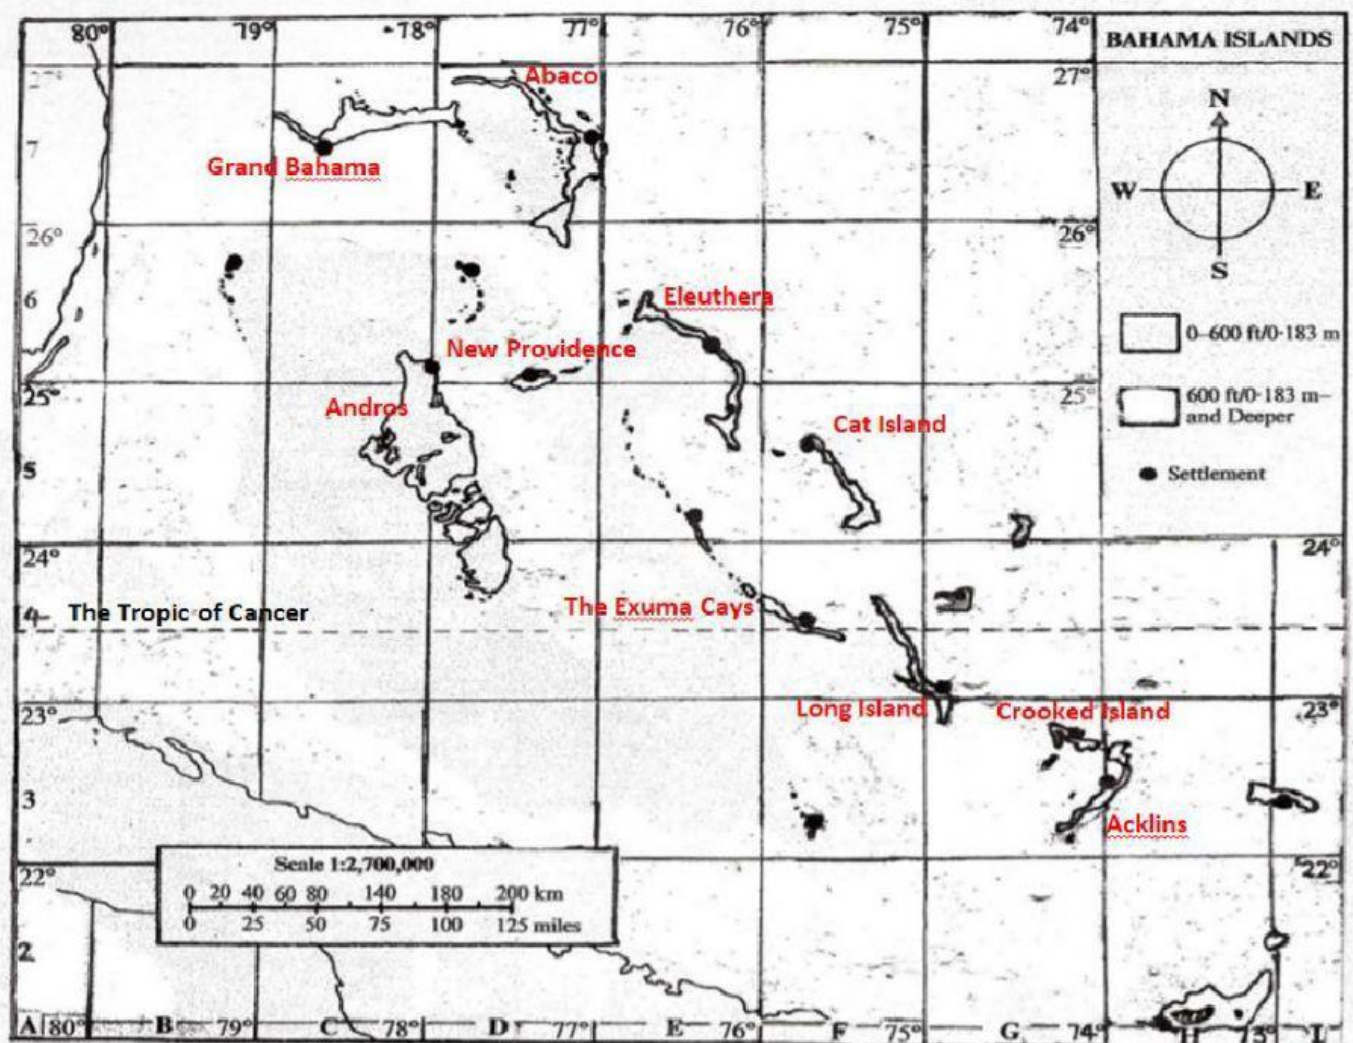 80° 79° 78° 77° 76° 75° 74°
BAHAMA ISLANDS
27°
Abaco
N
7
Grand Bahama
W E
26° 26°
S
6
Eleuthera
0-600 ft/0-183 m
New Providence
25° 25°
600 ft/0-183 m-
and Deeper
Andros
Cat Island
5
Settlement
24° 24°
4
The Tropic of Cancer
The Exuma Cays
23° 23°
Long Island
Crooked Island
3
Acklins
22° 22°
Scale 1:2,700,000
0 20 40 60 80 140 180 200 km
0 25 50 75 100 125 miles
2
A 80° B 79° C 78° D 77° E 76° F 75° G 74° H 73° I